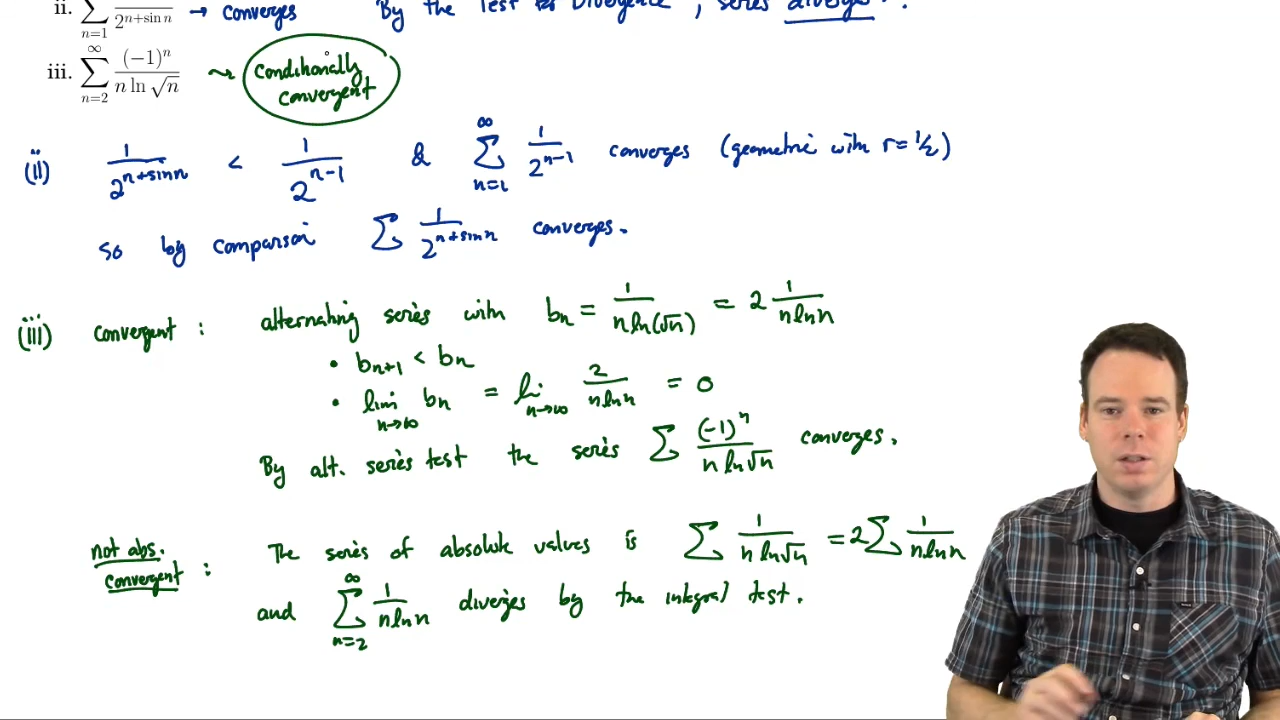 ii. ∑_{n=1} 1/2^{n+sin n} → converges By the Test for Divergence, series diverges.
iii. ∑_{n=2}^{∞} (-1)^n / (n ln √n) ⇝ conditionally convergent
(ii) 1/2^{n+sin n} < 1/2^{n-1} & ∑_{n=1}^{∞} 1/2^{n-1} converges (geometric with r=1/2)
so by comparison ∑ 1/2^{n+sin n} converges.
(iii) convergent: alternating series with b_n = 1/(n ln(√n)) = 2 1/(n ln n)
• b_{n+1} < b_n
• lim_{n→∞} b_n = lim_{n→∞} 2/(n ln n) = 0
By alt. series test the series ∑ (-1)^n/(n ln √n) converges.
not abs. convergent: The series of absolute values is ∑ 1/(n ln √n) = 2∑ 1/(n ln n)
and ∑_{n=2}^{∞} 1/(n ln n) diverges by the integral test.